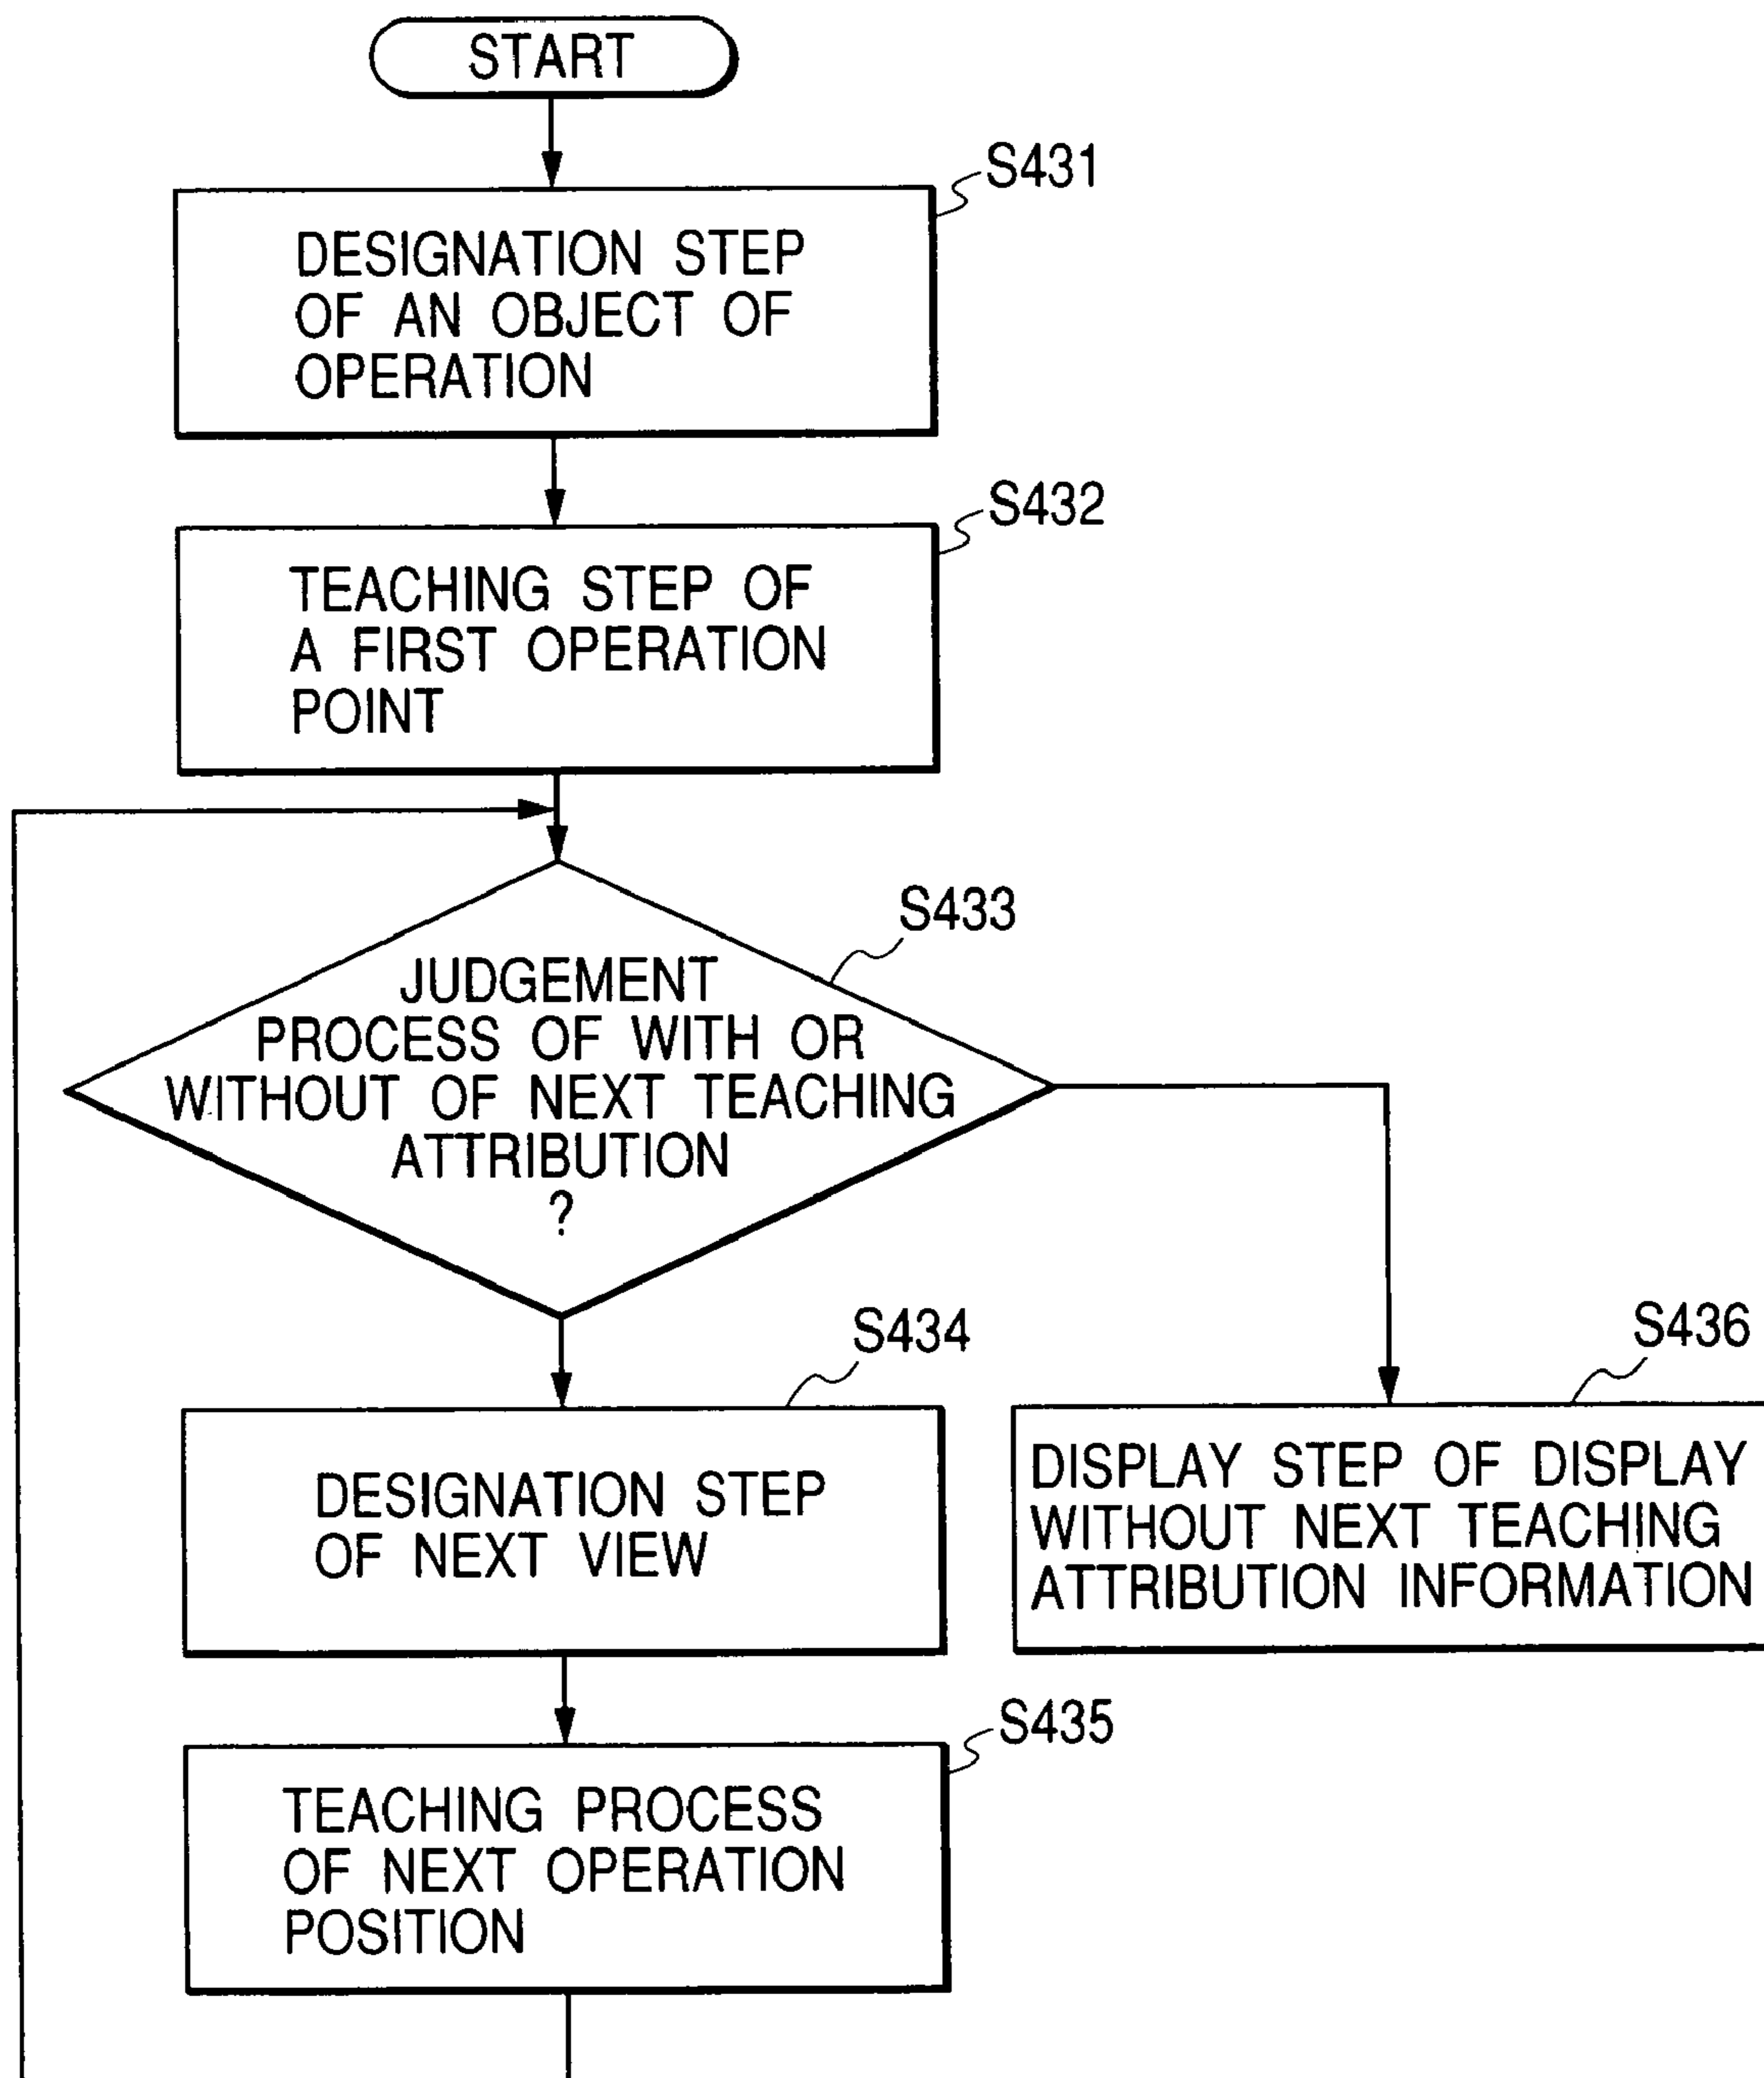 START
S431
DESIGNATION STEP
OF AN OBJECT OF
OPERATION
S432
TEACHING STEP OF
A FIRST OPERATION
POINT
S433
JUDGEMENT
PROCESS OF WITH OR
WITHOUT OF NEXT TEACHING
ATTRIBUTION
?
S434
DESIGNATION STEP
OF NEXT VIEW
S436
DISPLAY STEP OF DISPLAY
WITHOUT NEXT TEACHING
ATTRIBUTION INFORMATION
S435
TEACHING PROCESS
OF NEXT OPERATION
POSITION